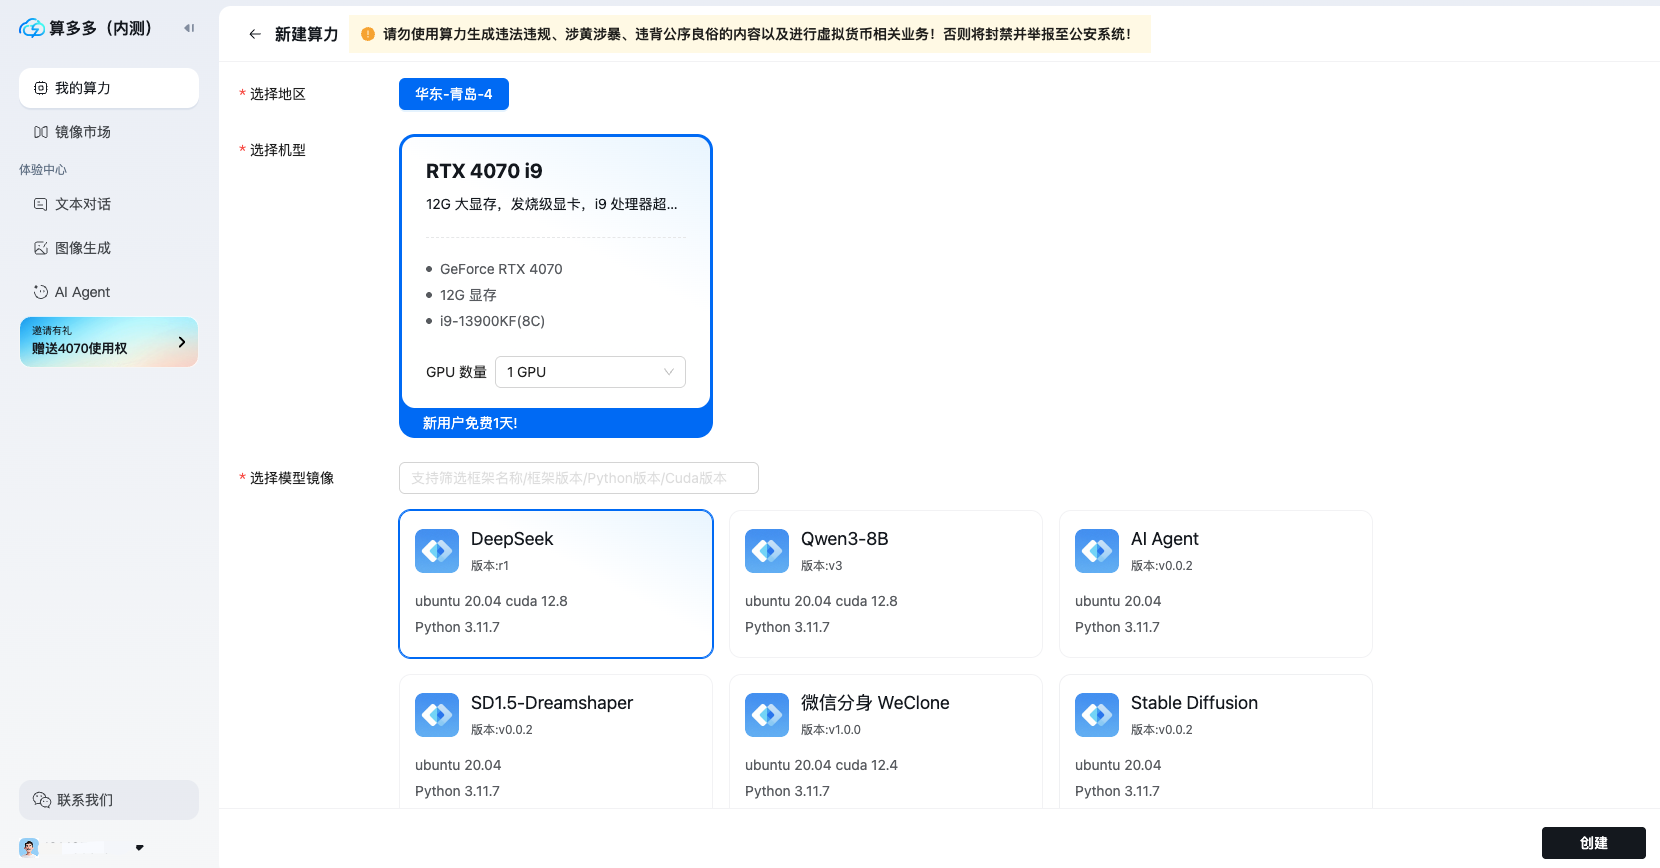 算多多（内测）
我的算力
镜像市场
体验中心
文本对话
图像生成
AI Agent
邀请有礼
赠送4070使用权
联系我们
新建算力
请勿使用算力生成违法违规、涉黄涉暴、违背公序良俗的内容以及进行虚拟货币相关业务！否则将封禁并举报至公安系统！
* 选择地区
华东-青岛-4
* 选择机型
RTX 4070 i9
12G 大显存，发烧级显卡，i9 处理器超...
GeForce RTX 4070
12G 显存
i9-13900KF(8C)
GPU 数量
1 GPU
新用户免费1天!
* 选择模型镜像
支持筛选框架名称/框架版本/Python版本/Cuda版本
DeepSeek
版本:r1
ubuntu 20.04 cuda 12.8
Python 3.11.7
Qwen3-8B
版本:v3
ubuntu 20.04 cuda 12.8
Python 3.11.7
AI Agent
版本:v0.0.2
ubuntu 20.04
Python 3.11.7
SD1.5-Dreamshaper
版本:v0.0.2
ubuntu 20.04
Python 3.11.7
微信分身 WeClone
版本:v1.0.0
ubuntu 20.04 cuda 12.4
Python 3.11.7
Stable Diffusion
版本:v0.0.2
ubuntu 20.04
Python 3.11.7
创建